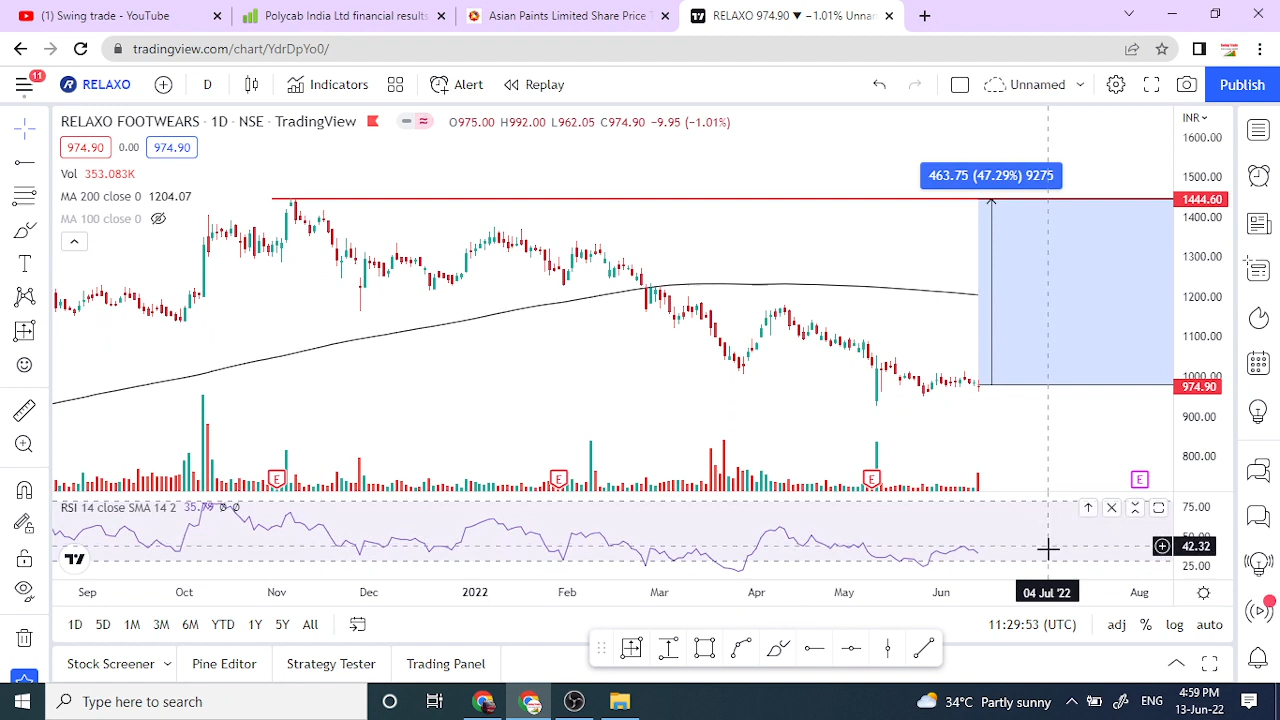 (1) Swing trade - YouTube
Polycab India Ltd financial result
Asian Paints Limited Share Price
RELAXO 974.90 ▼ −1.01% Unna
tradingview.com/chart/YdrDpYo0/
11
RELAXO
D
Indicators
Alert
Replay
Unnamed
Publish
RELAXO FOOTWEARS · 1D · NSE · TradingView
O975.00 H992.00 L962.05 C974.90 −9.95 (−1.01%)
INR
974.90
0.00
974.90
Vol 353.083K
MA 200 close 0 1204.07
MA 100 close 0
463.75 (47.29%) 9275
1600.00
1500.00
1444.60
1400.00
1300.00
1200.00
1100.00
1000.00
974.90
900.00
800.00
E
E
E
E
RSI 14 close SMA 14 2
75.00
42.32
25.00
Sep
Oct
Nov
Dec
2022
Feb
Mar
Apr
May
Jun
04 Jul '22
Aug
1D 5D 1M 3M 6M YTD 1Y 5Y All
11:29:53 (UTC)
adj % log auto
Stock Screener
Pine Editor
Strategy Tester
Trading Panel
Type here to search
34°C Partly sunny
ENG
4:59 PM
13-Jun-22